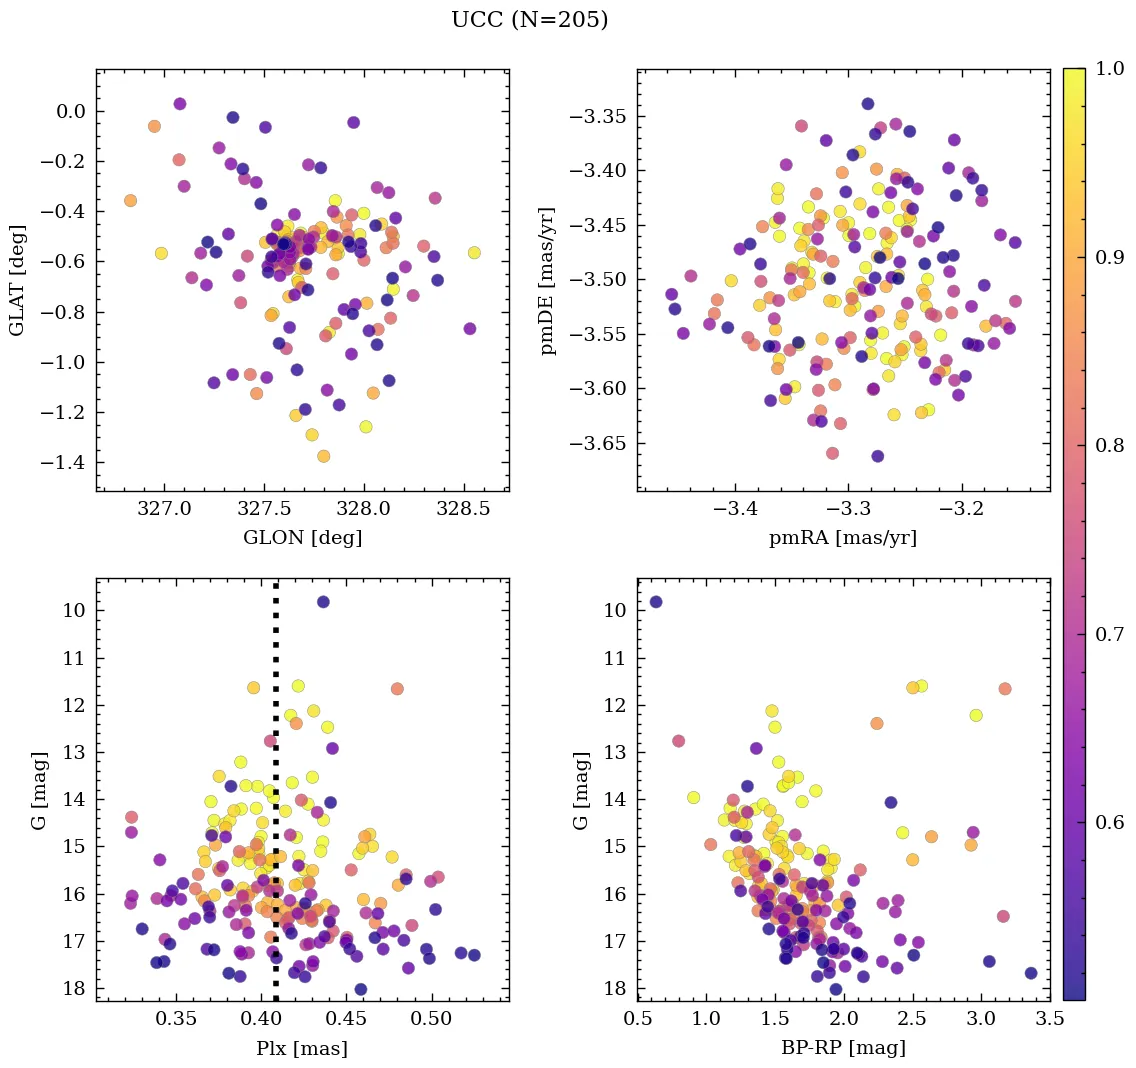 UCC (N=205)
0.0
−0.2
−0.4
−0.6
−0.8
−1.0
−1.2
−1.4
GLAT [deg]
327.0 327.5 328.0 328.5
GLON [deg]
−3.35
−3.40
−3.45
−3.50
−3.55
−3.60
−3.65
pmDE [mas/yr]
−3.4 −3.3 −3.2
pmRA [mas/yr]
10
11
12
13
14
15
16
17
18
G [mag]
0.35 0.40 0.45 0.50
Plx [mas]
10
11
12
13
14
15
16
17
18
G [mag]
0.5 1.0 1.5 2.0 2.5 3.0 3.5
BP-RP [mag]
1.0
0.9
0.8
0.7
0.6